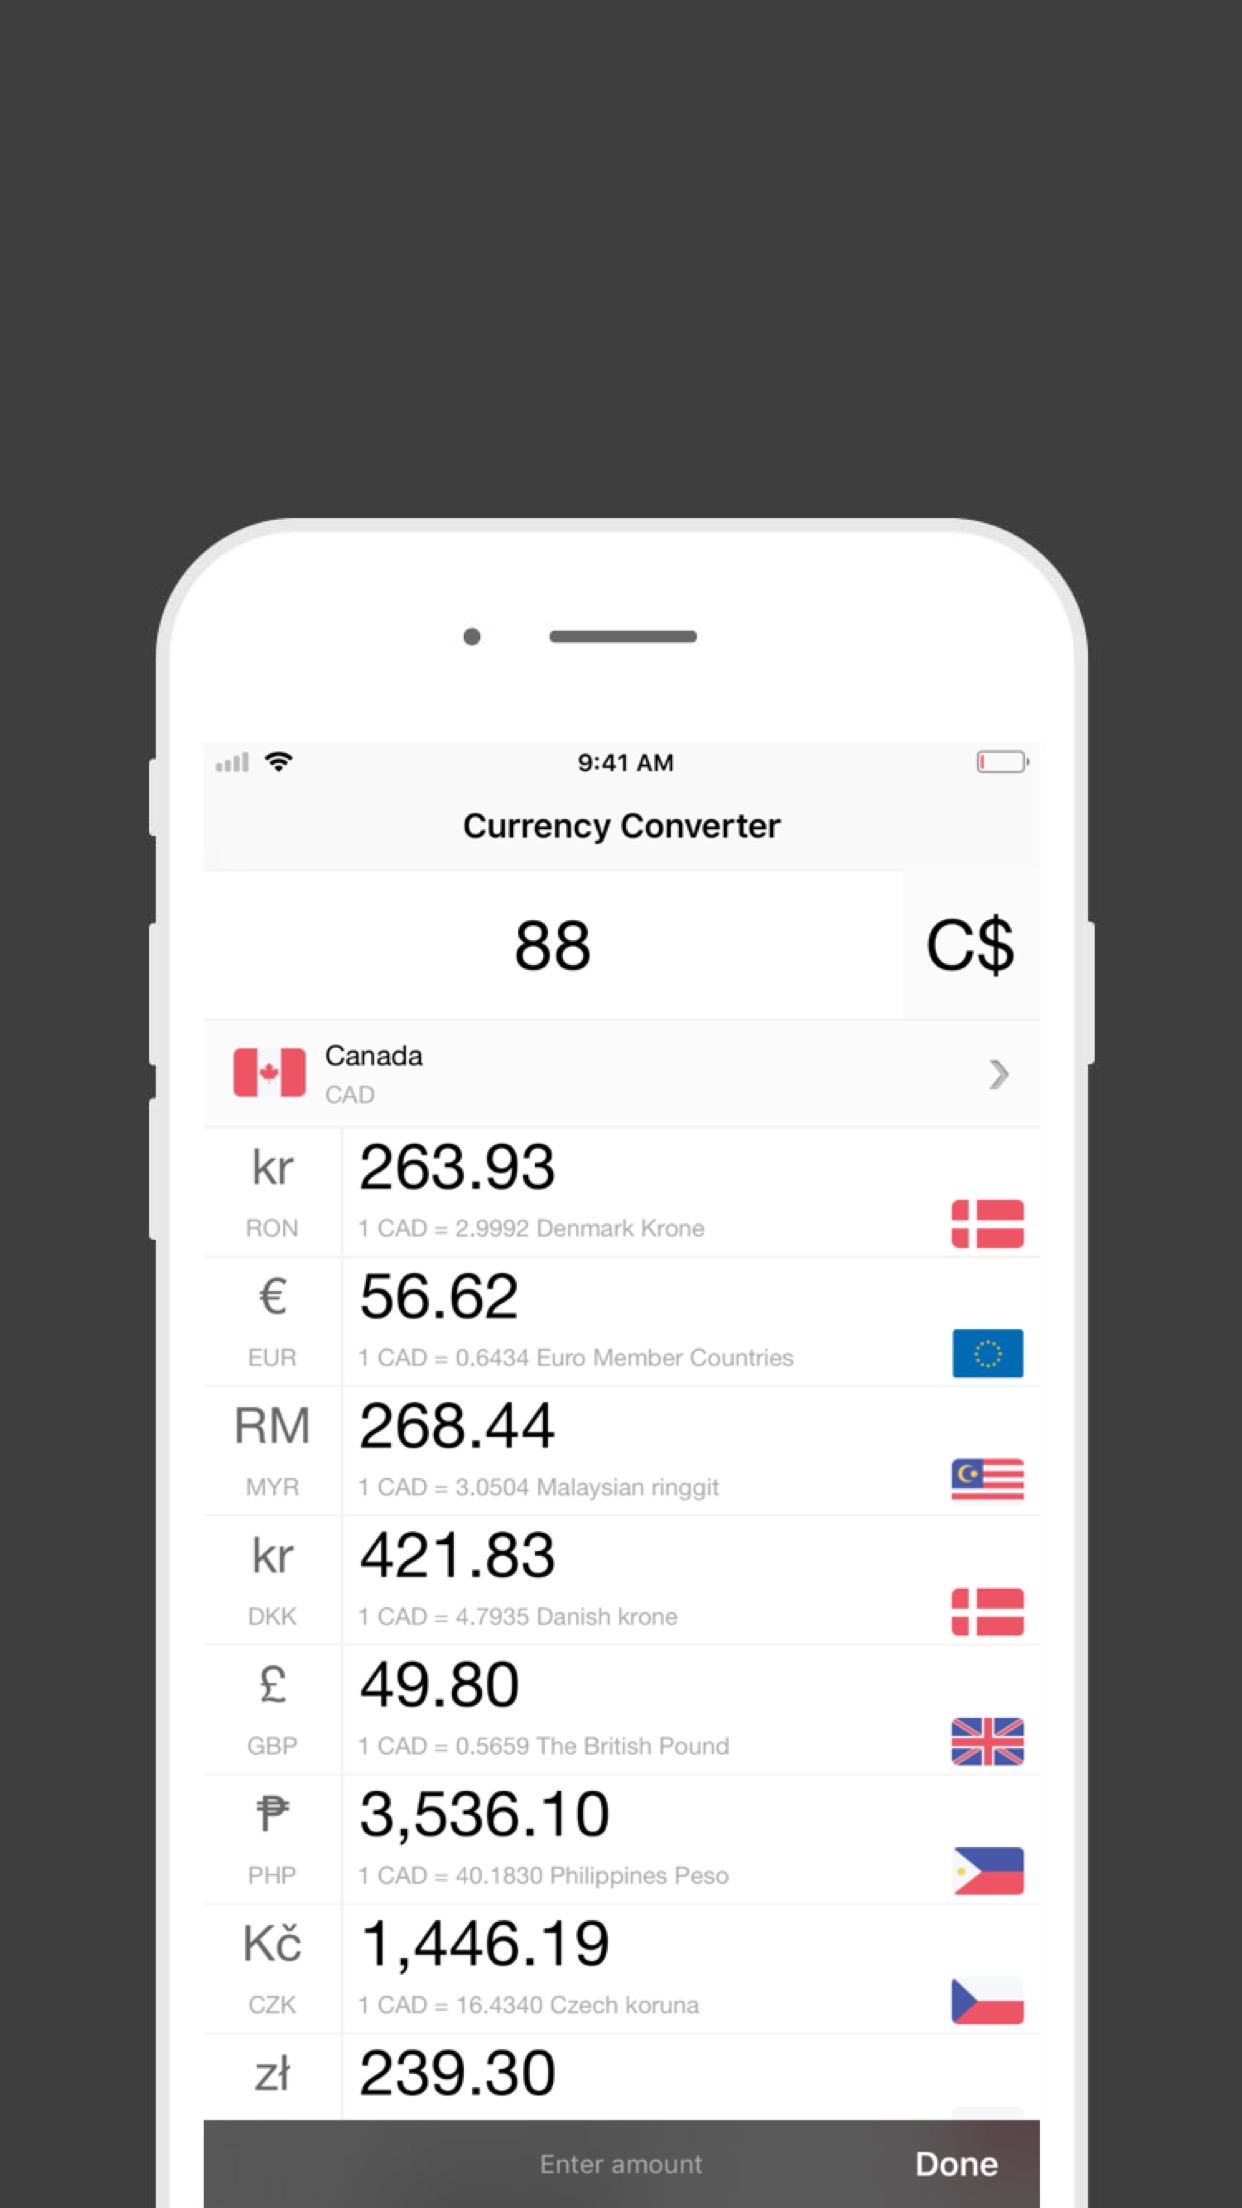 9:41 AM
Currency Converter
88 C$
Canada
CAD
kr 263.93
RON 1 CAD = 2.9992 Denmark Krone
€ 56.62
EUR 1 CAD = 0.6434 Euro Member Countries
RM 268.44
MYR 1 CAD = 3.0504 Malaysian ringgit
kr 421.83
DKK 1 CAD = 4.7935 Danish krone
£ 49.80
GBP 1 CAD = 0.5659 The British Pound
₱ 3,536.10
PHP 1 CAD = 40.1830 Philippines Peso
Kč 1,446.19
CZK 1 CAD = 16.4340 Czech koruna
zł 239.30
Enter amount Done